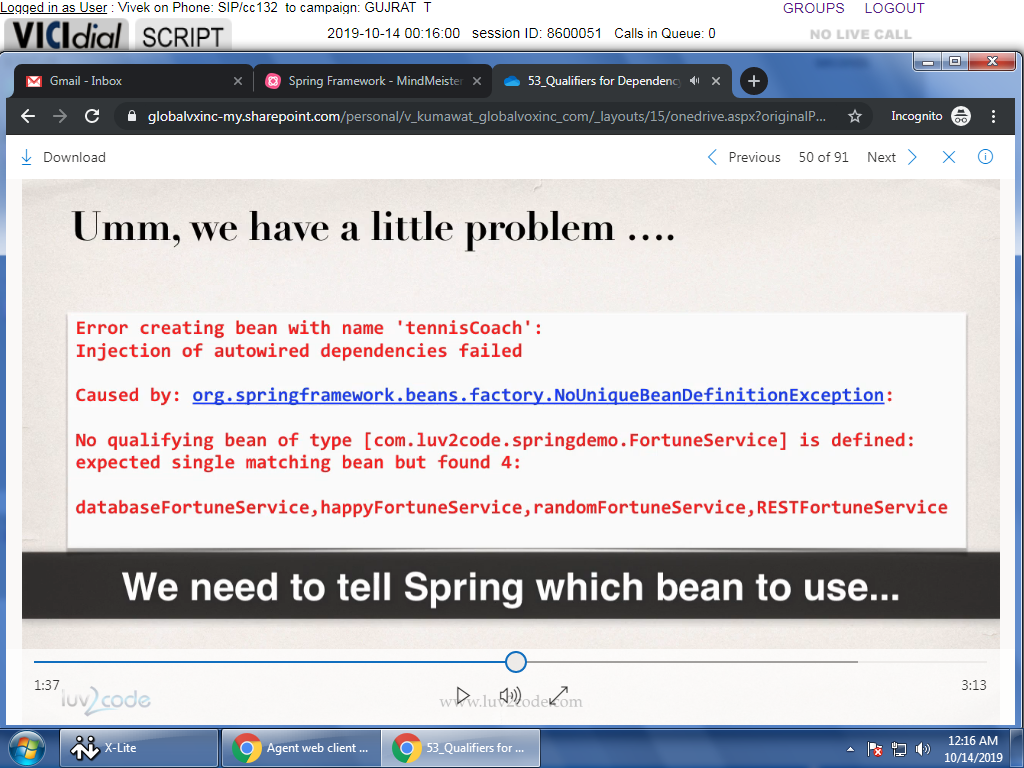 Logged in as User : Vivek on Phone: SIP/cc132 to campaign: GUJRAT_T
GROUPS LOGOUT
VICIdial SCRIPT
2019-10-14 00:16:00 session ID: 8600051 Calls in Queue: 0
NO LIVE CALL
Gmail - Inbox
Spring Framework - MindMeister
53_Qualifiers for Dependency
globalvxinc-my.sharepoint.com/personal/v_kumawat_globalvoxinc_com/_layouts/15/onedrive.aspx?originalP...
Incognito
Download
Previous 50 of 91 Next
Umm, we have a little problem ....
Error creating bean with name 'tennisCoach':
Injection of autowired dependencies failed
Caused by: org.springframework.beans.factory.NoUniqueBeanDefinitionException:
No qualifying bean of type [com.luv2code.springdemo.FortuneService] is defined:
expected single matching bean but found 4:
databaseFortuneService,happyFortuneService,randomFortuneService,RESTFortuneService
We need to tell Spring which bean to use...
1:37
3:13
luv2code
www.luv2code.com
X-Lite
Agent web client ...
53_Qualifiers for ...
12:16 AM
10/14/2019